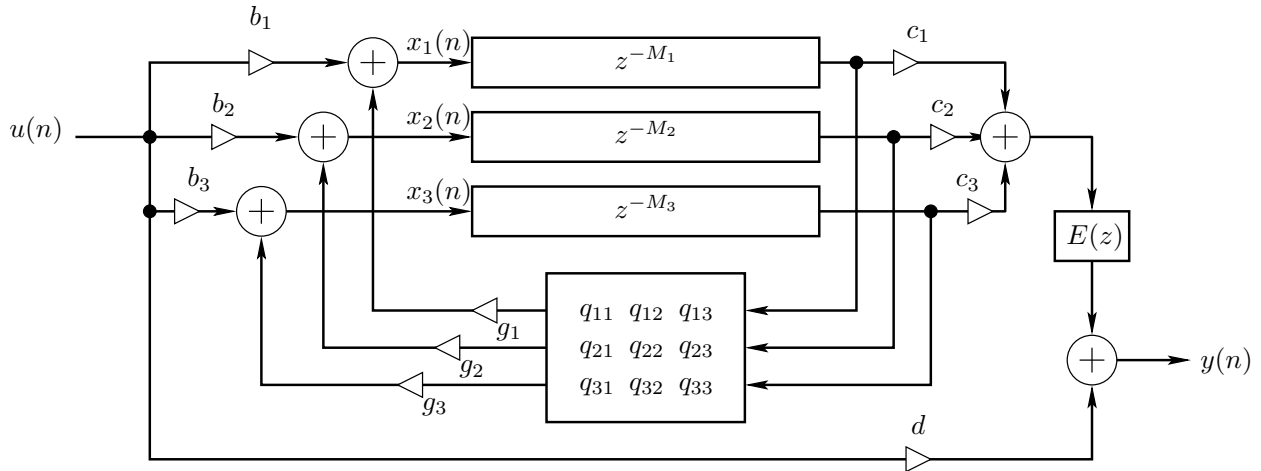 b₁
x₁(n)
z^{-M₁}
c₁
b₂
u(n)
x₂(n)
z^{-M₂}
c₂
b₃
x₃(n)
z^{-M₃}
c₃
E(z)
q₁₁ q₁₂ q₁₃
g₁
q₂₁ q₂₂ q₂₃
g₂
q₃₁ q₃₂ q₃₃
g₃
y(n)
d